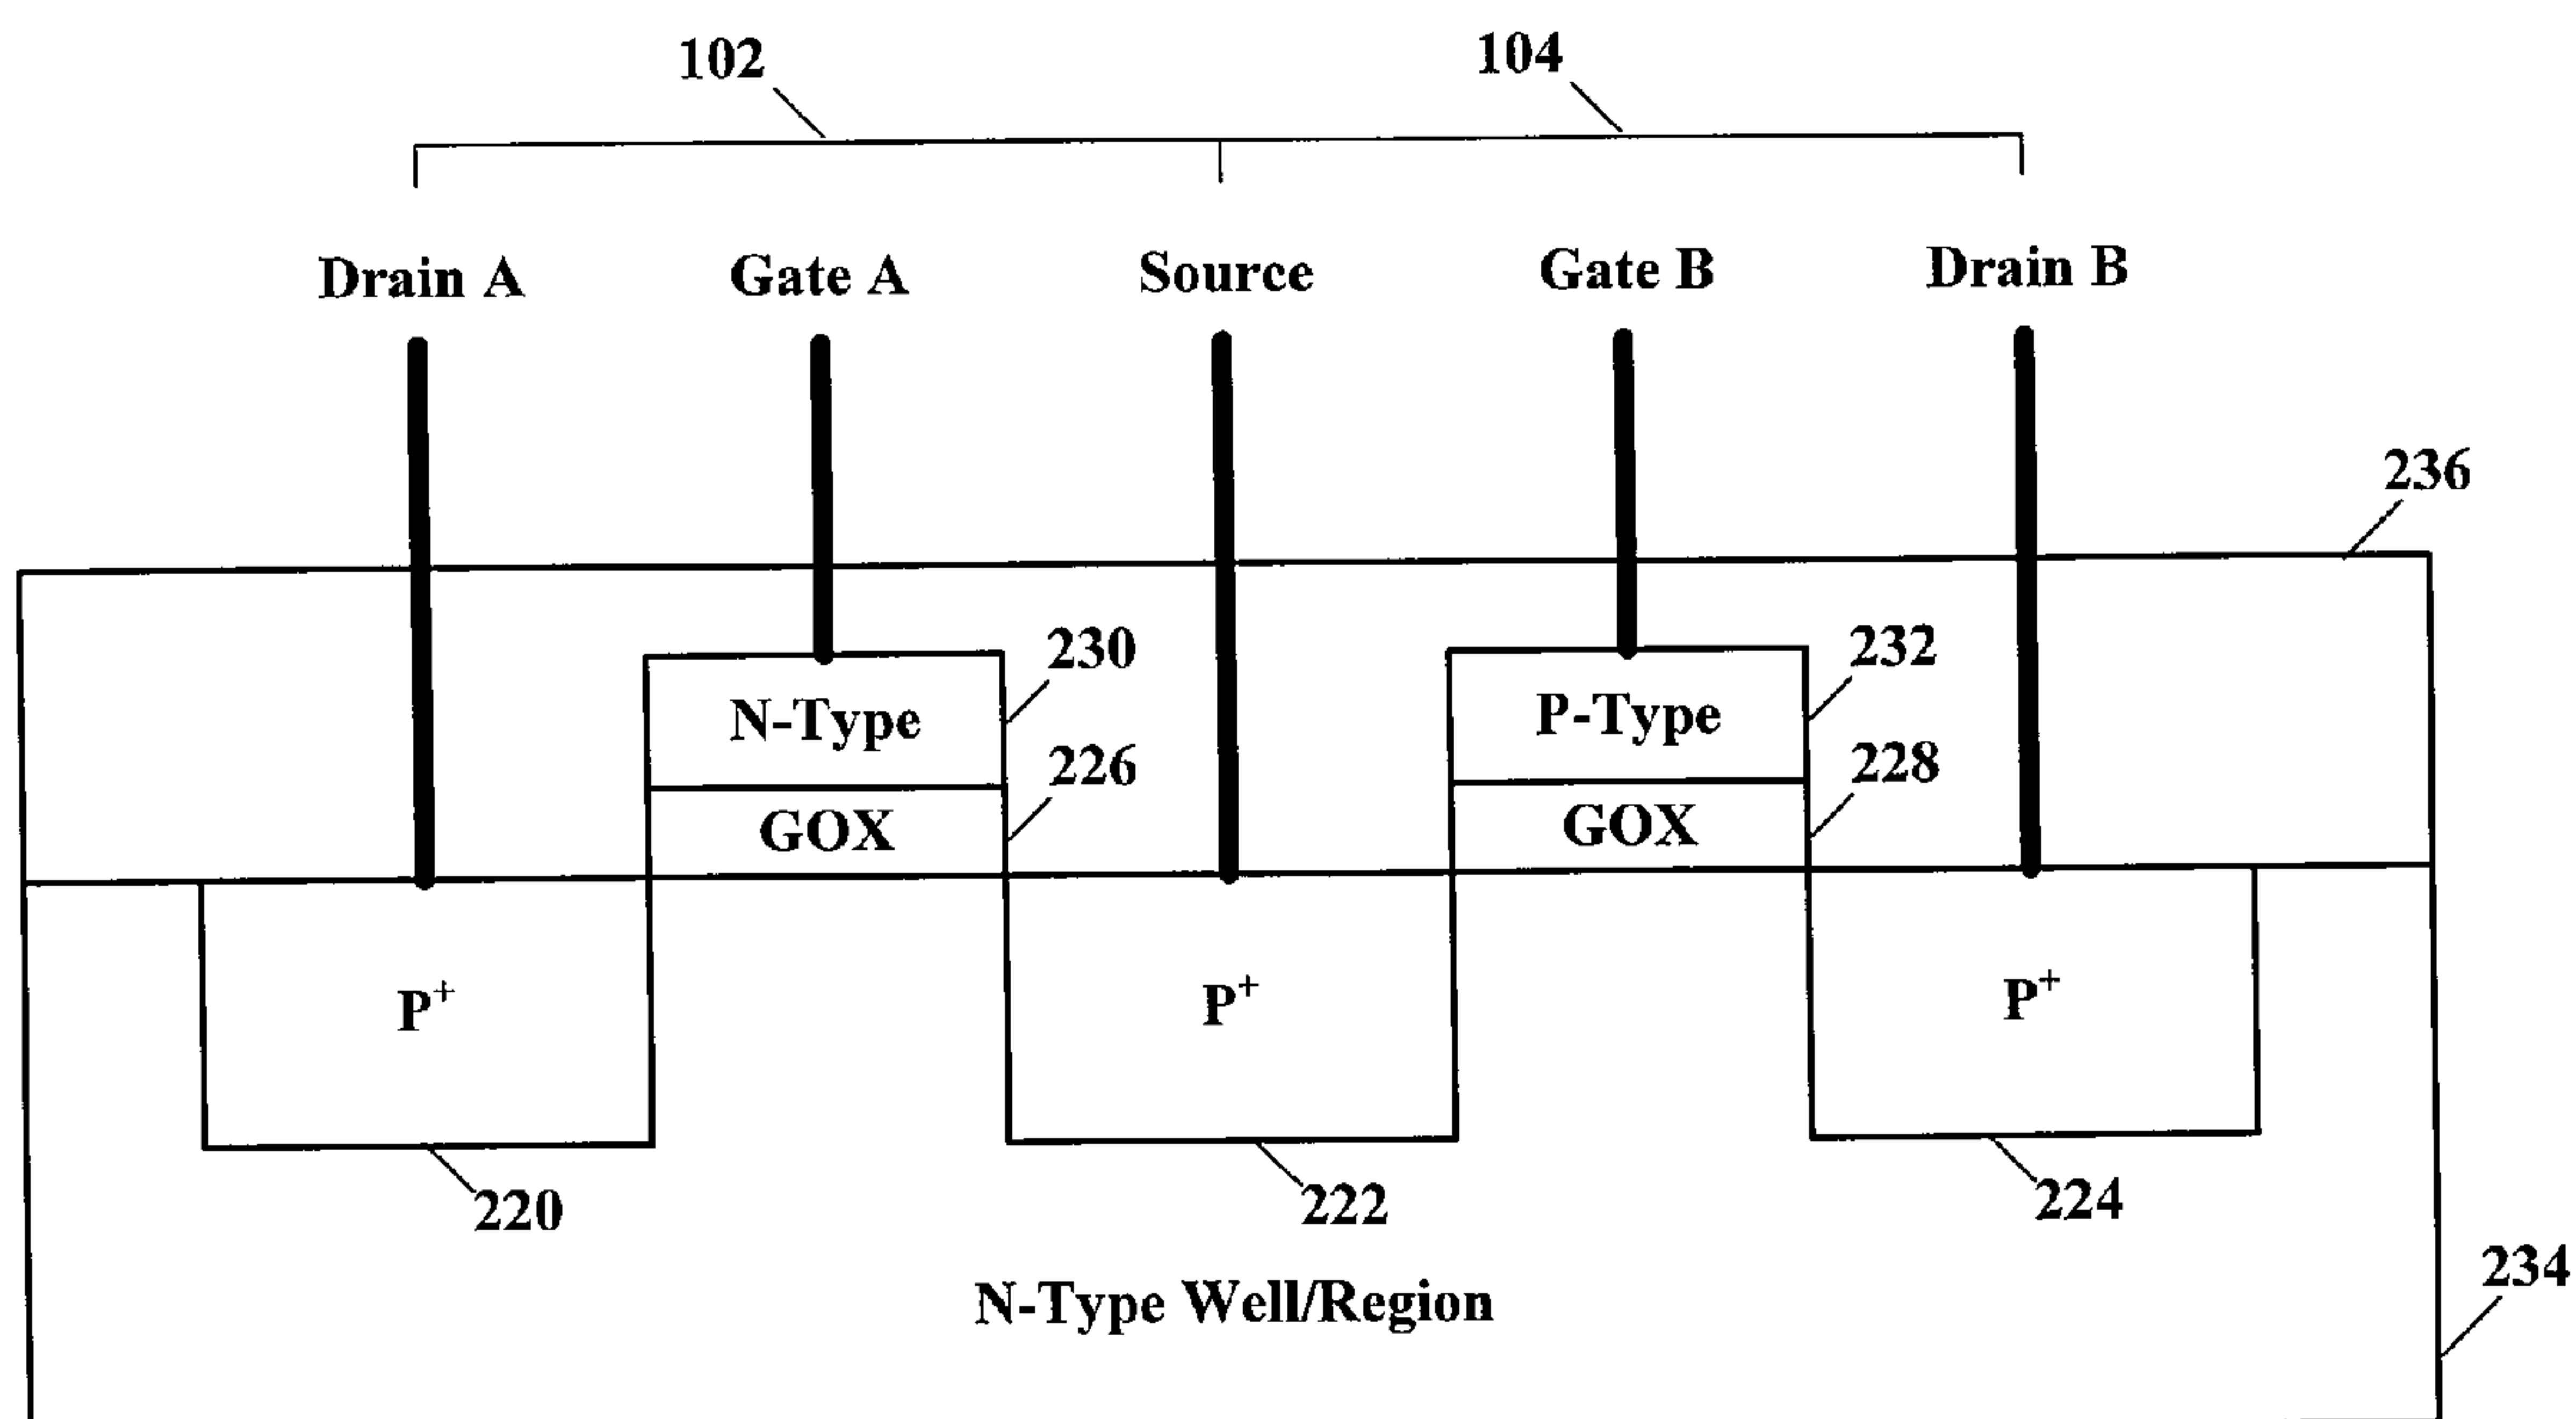 102 104
Drain A Gate A Source Gate B Drain B
236
230 232
N-Type P-Type
226 228
GOX GOX
P+ P+ P+
220 222 224
234
N-Type Well/Region